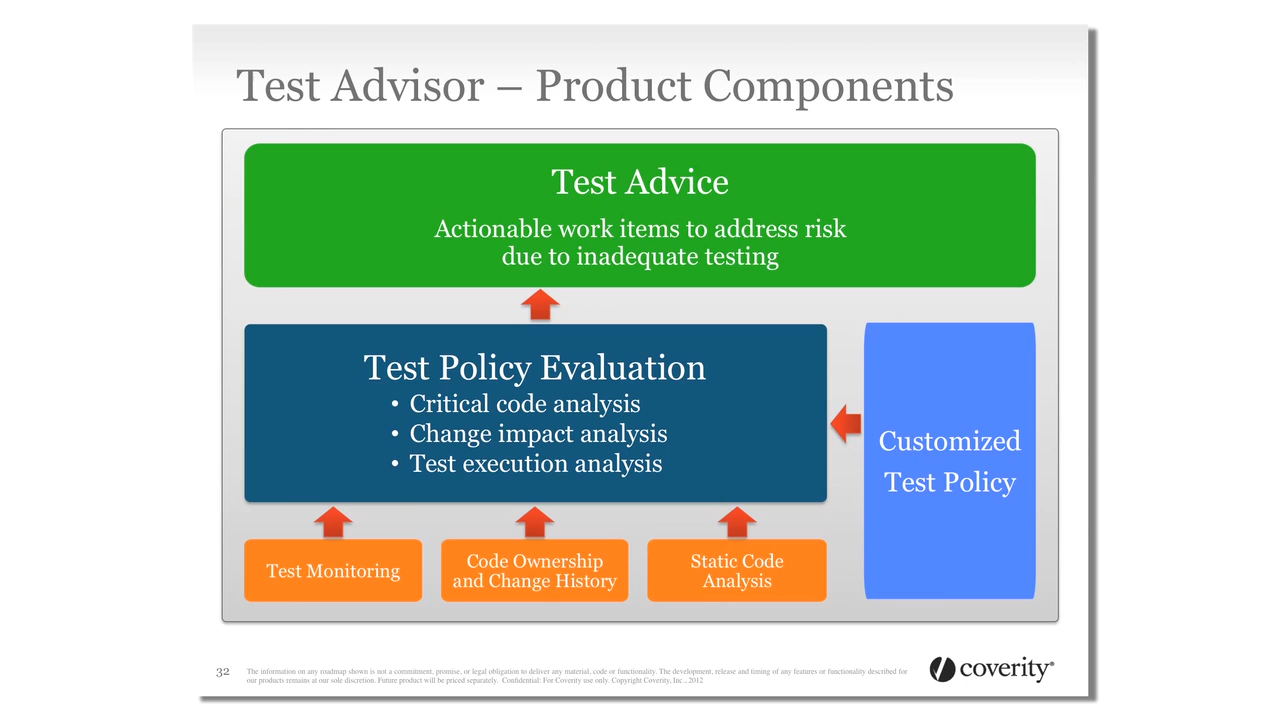 Test Advisor – Product Components
Test Advice
Actionable work items to address risk
due to inadequate testing
Test Policy Evaluation
• Critical code analysis
• Change impact analysis
• Test execution analysis
Customized
Test Policy
Test Monitoring
Code Ownership
and Change History
Static Code
Analysis
32
The information on any roadmap shown is not a commitment, promise, or legal obligation to deliver any material, code or functionality. The development, release and timing of any features or functionality described for
our products remains at our sole discretion. Future product will be priced separately. Confidential: For Coverity use only. Copyright Coverity, Inc., 2012
coverity®